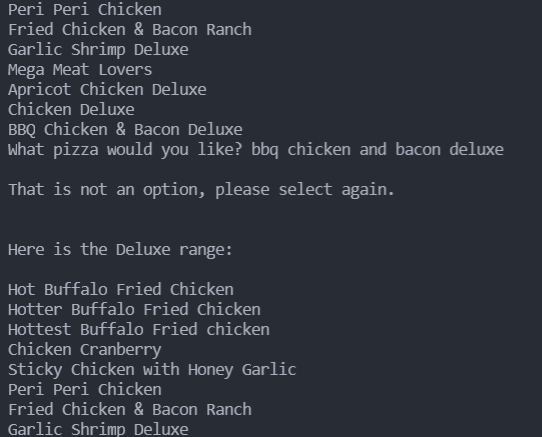 Peri Peri Chicken
Fried Chicken & Bacon Ranch
Garlic Shrimp Deluxe
Mega Meat Lovers
Apricot Chicken Deluxe
Chicken Deluxe
BBQ Chicken & Bacon Deluxe
What pizza would you like? bbq chicken and bacon deluxe
That is not an option, please select again.
Here is the Deluxe range:
Hot Buffalo Fried Chicken
Hotter Buffalo Fried Chicken
Hottest Buffalo Fried chicken
Chicken Cranberry
Sticky Chicken with Honey Garlic
Peri Peri Chicken
Fried Chicken & Bacon Ranch
Garlic Shrimp Deluxe